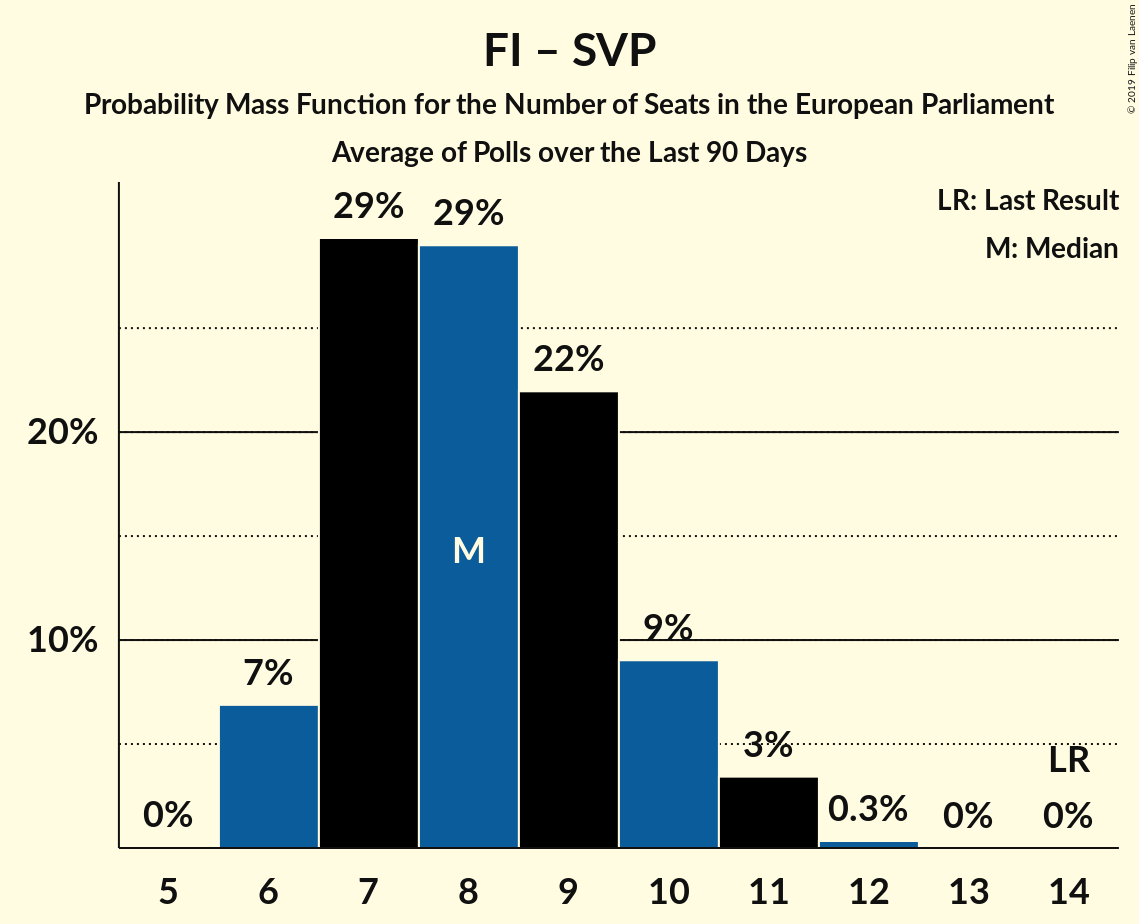 FI – SVP
Probability Mass Function for the Number of Seats in the European Parliament
Average of Polls over the Last 90 Days
© 2019 Filip van Laenen
LR: Last Result
M: Median
29%
29%
22%
20%
M
10%
9%
7%
3%
LR
0%
0.3%
0%
0%
5
6
7
8
9
10
11
12
13
14